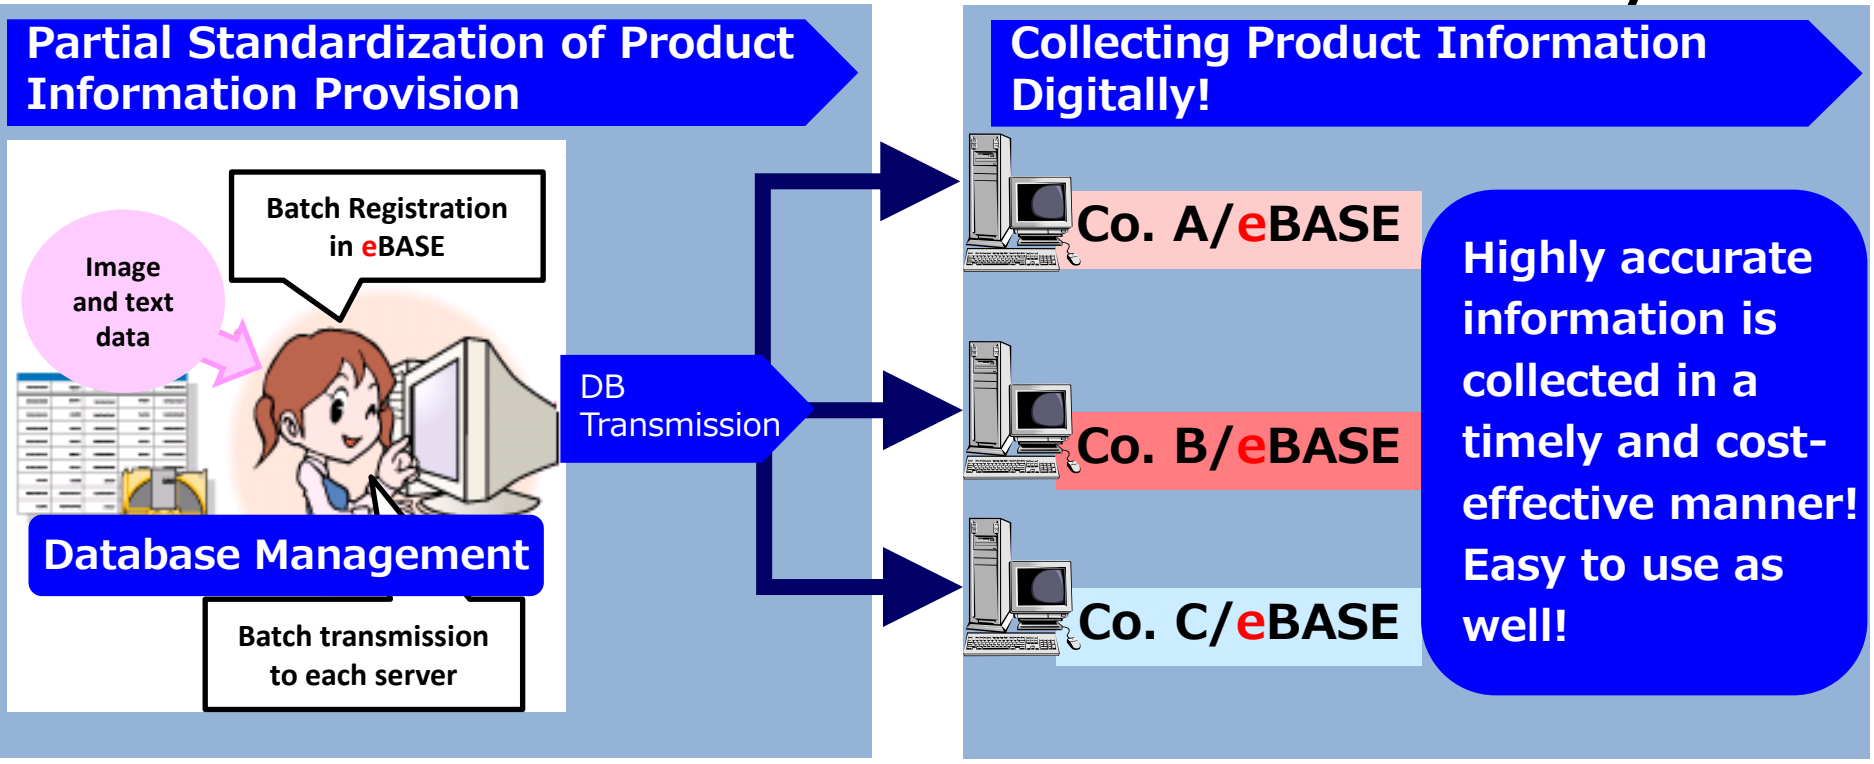 Partial Standardization of Product
Information Provision
Batch Registration
in eBASE
Image
and text
data
DB
Transmission
Database Management
Batch transmission
to each server
Collecting Product Information
Digitally!
Co. A/eBASE
Co. B/eBASE
Co. C/eBASE
Highly accurate
information is
collected in a
timely and cost-
effective manner!
Easy to use as
well!